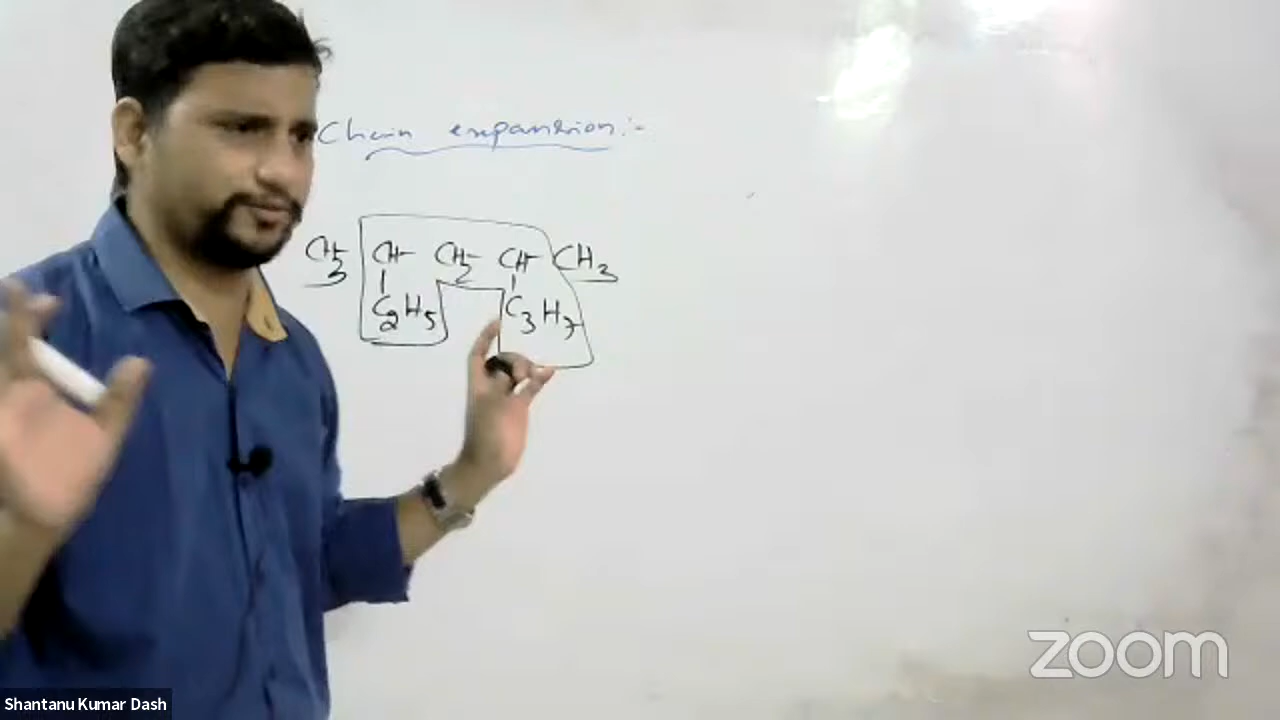 Chain expansion:-
CH3 CH- CH2- CH- CH3
C2H5 C3H7
zoom
Shantanu Kumar Dash